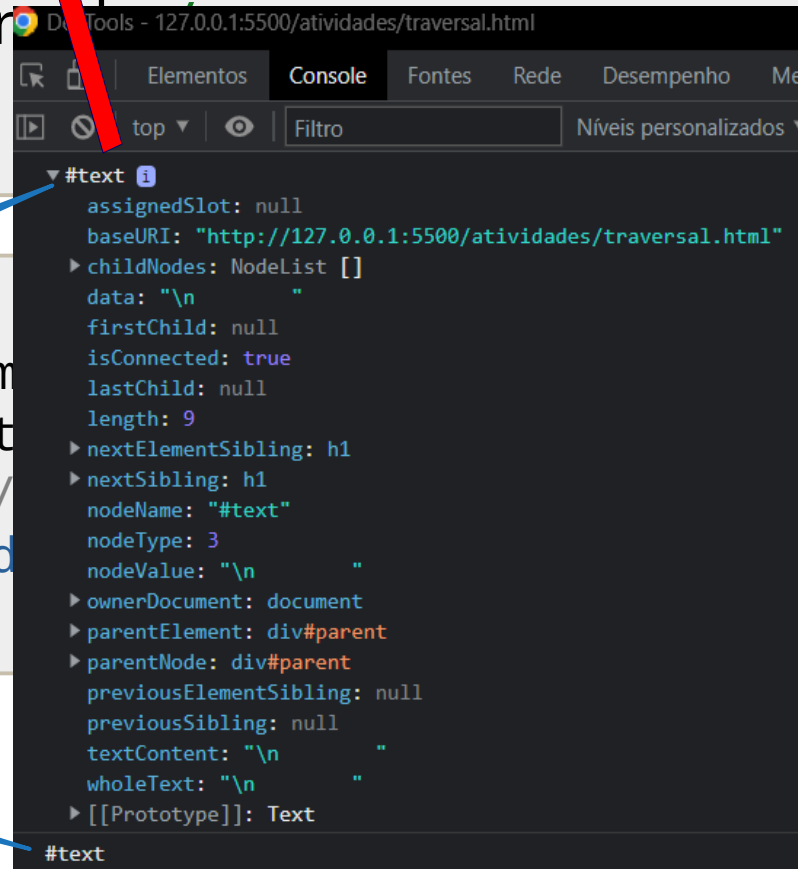 DevTools - 127.0.0.1:5500/atividades/traversal.html
Elementos Console Fontes Rede Desempenho Me
top ▼ Filtro Níveis personalizados
▼#text i
assignedSlot: null
baseURI: "http://127.0.0.1:5500/atividades/traversal.html"
▶ childNodes: NodeList []
data: "\n        "
firstChild: null
isConnected: true
lastChild: null
length: 9
▶ nextElementSibling: h1
▶ nextSibling: h1
nodeName: "#text"
nodeType: 3
nodeValue: "\n        "
▶ ownerDocument: document
▶ parentElement: div#parent
▶ parentNode: div#parent
previousElementSibling: null
previousSibling: null
textContent: "\n        "
wholeText: "\n        "
▶ [[Prototype]]: Text
#text